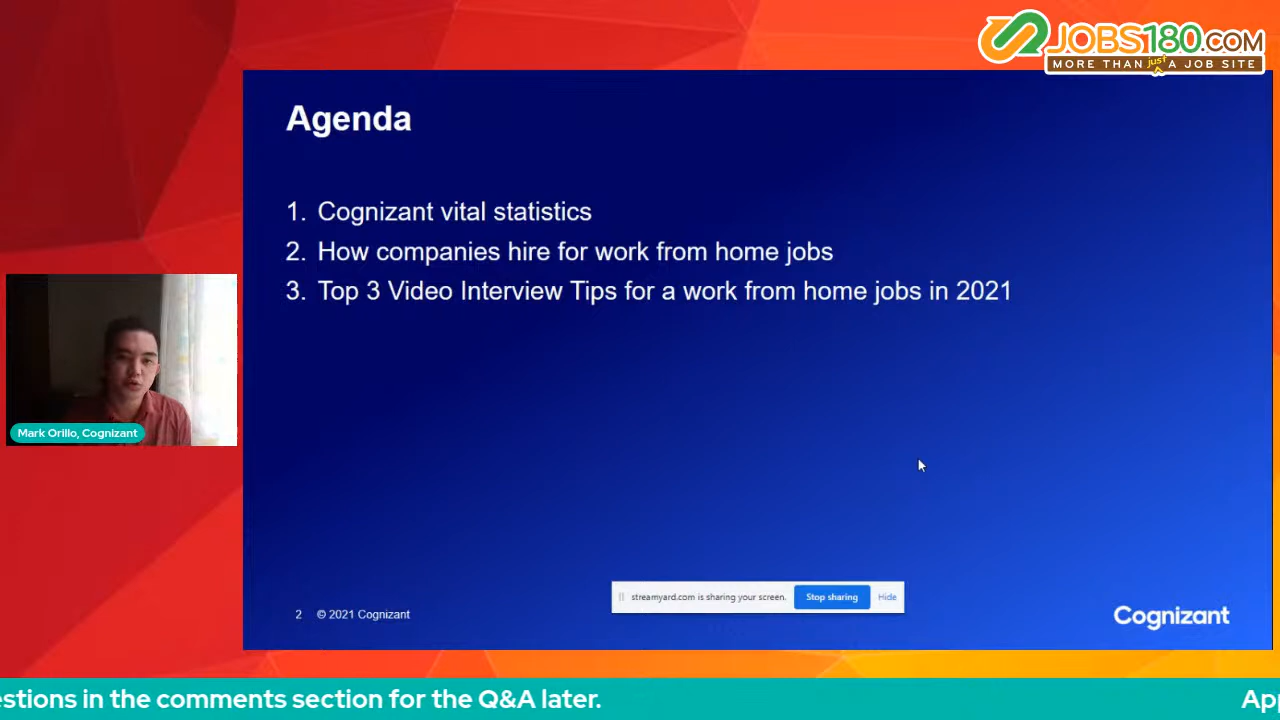 JOBS180.COM
MORE THAN just A JOB SITE
Agenda
1. Cognizant vital statistics
2. How companies hire for work from home jobs
3. Top 3 Video Interview Tips for a work from home jobs in 2021
Mark Orillo, Cognizant
streamyard.com is sharing your screen. Stop sharing Hide
2 © 2021 Cognizant
Cognizant
estions in the comments section for the Q&A later. App